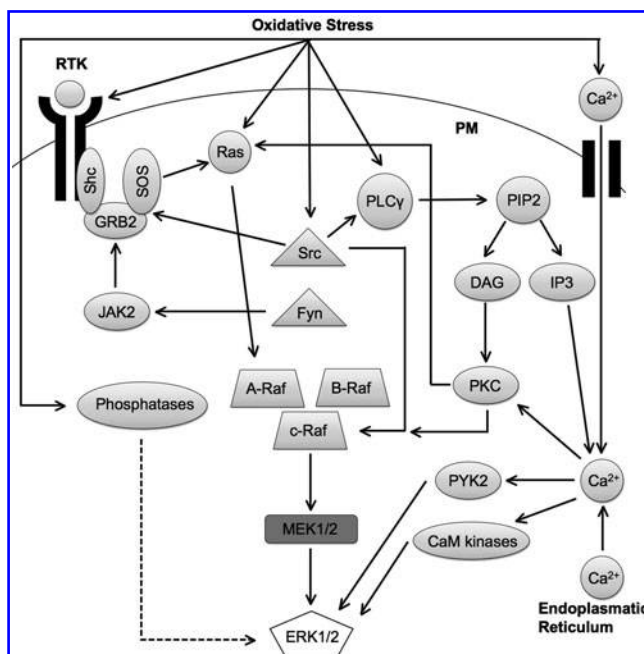 Oxidative Stress
RTK
Ca²⁺
PM
Ras
Shc
SOS
PLCγ
PIP2
GRB2
Src
DAG
IP3
JAK2
Fyn
A-Raf
B-Raf
PKC
Phosphatases
c-Raf
PYK2
Ca²⁺
MEK1/2
CaM kinases
Ca²⁺
Endoplasmatic
Reticulum
ERK1/2